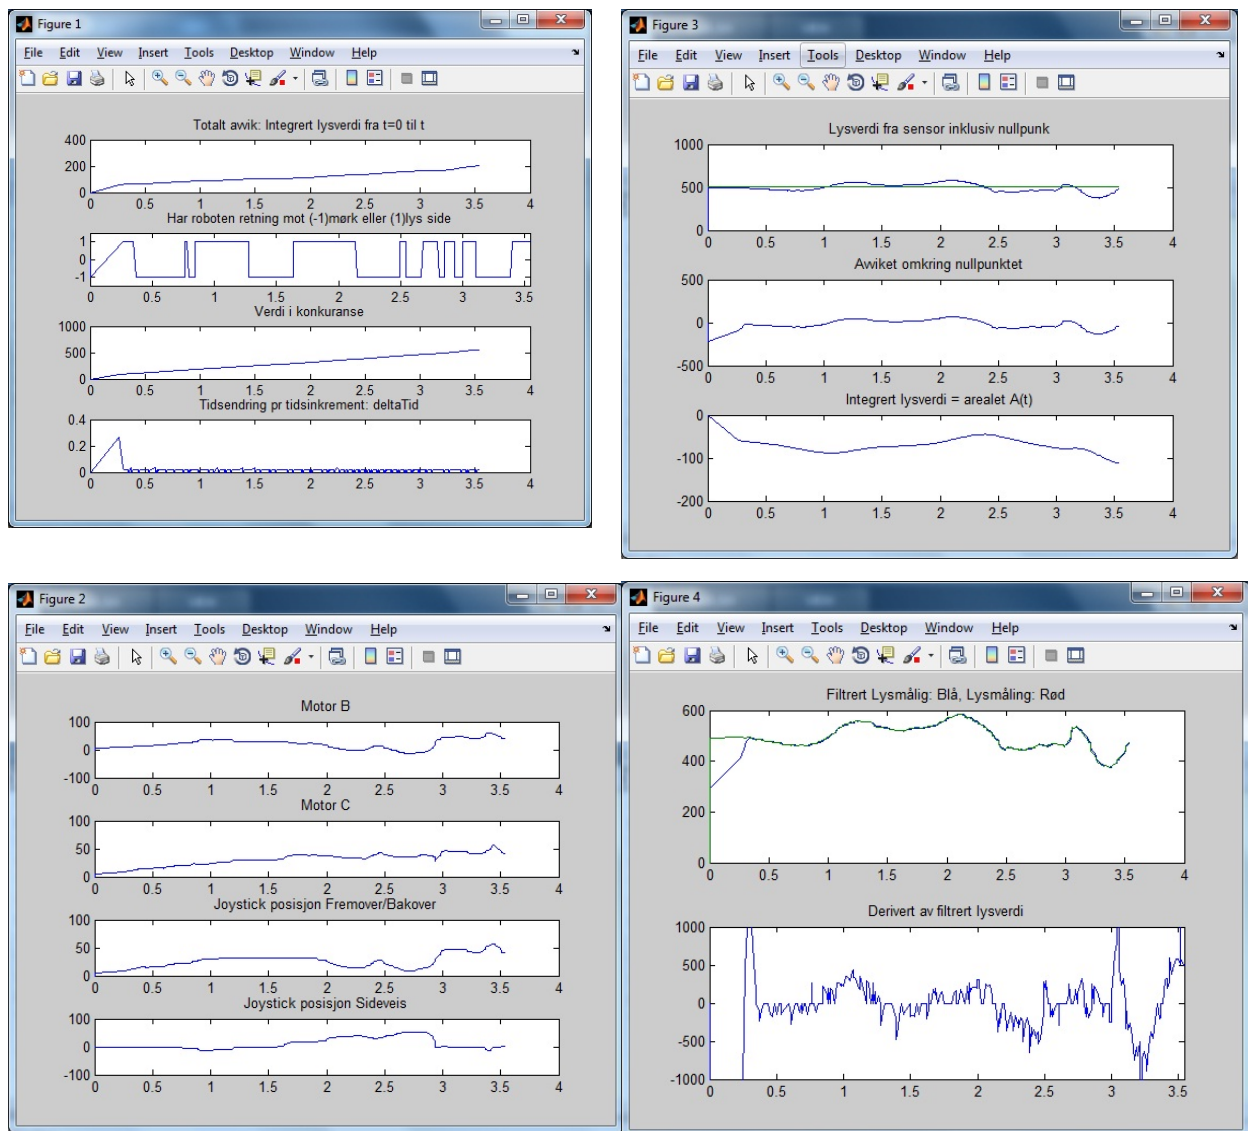 Figure 1
File Edit View Insert Tools Desktop Window Help
Totalt avvik: Integrert lysverdi fra t=0 til t
400
200
0
0 0.5 1 1.5 2 2.5 3 3.5 4
Har roboten retning mot (-1)mørk eller (1)lys side
1
0
-1
0 0.5 1 1.5 2 2.5 3 3.5
Verdi i konkuranse
1000
500
0
0 0.5 1 1.5 2 2.5 3 3.5 4
Tidsendring pr tidsinkrement: deltaTid
0.4
0.2
0
0 0.5 1 1.5 2 2.5 3 3.5 4
Figure 3
File Edit View Insert Tools Desktop Window Help
Lysverdi fra sensor inklusiv nullpunk
1000
500
0
0 0.5 1 1.5 2 2.5 3 3.5 4
Avviket omkring nullpunktet
500
0
-500
0 0.5 1 1.5 2 2.5 3 3.5 4
Integrert lysverdi = arealet A(t)
0
-100
-200
0 0.5 1 1.5 2 2.5 3 3.5 4
Figure 2
File Edit View Insert Tools Desktop Window Help
Motor B
100
0
-100
0 0.5 1 1.5 2 2.5 3 3.5 4
Motor C
100
50
0
0 0.5 1 1.5 2 2.5 3 3.5 4
Joystick posisjon Fremover/Bakover
100
50
0
0 0.5 1 1.5 2 2.5 3 3.5 4
Joystick posisjon Sideveis
100
0
-100
0 0.5 1 1.5 2 2.5 3 3.5 4
Figure 4
File Edit View Insert Tools Desktop Window Help
Filtrert Lysmålig: Blå, Lysmåling: Rød
600
400
200
0
0 0.5 1 1.5 2 2.5 3 3.5 4
Derivert av filtrert lysverdi
1000
500
0
-500
-1000
0 0.5 1 1.5 2 2.5 3 3.5